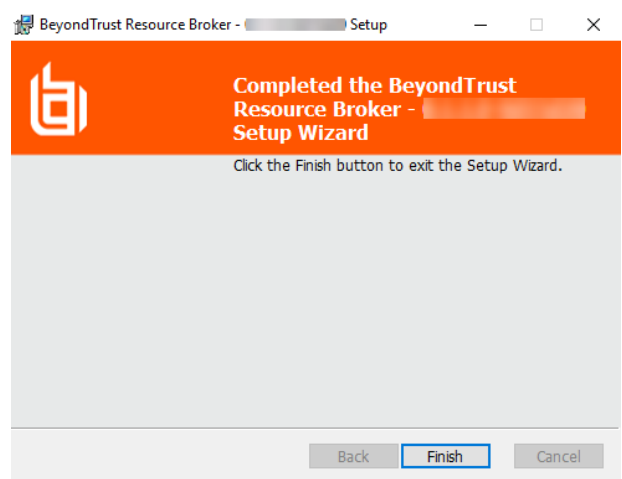 BeyondTrust Resource Broker - Setup
Completed the BeyondTrust
Resource Broker -
Setup Wizard
Click the Finish button to exit the Setup Wizard.
Back Finish Cancel